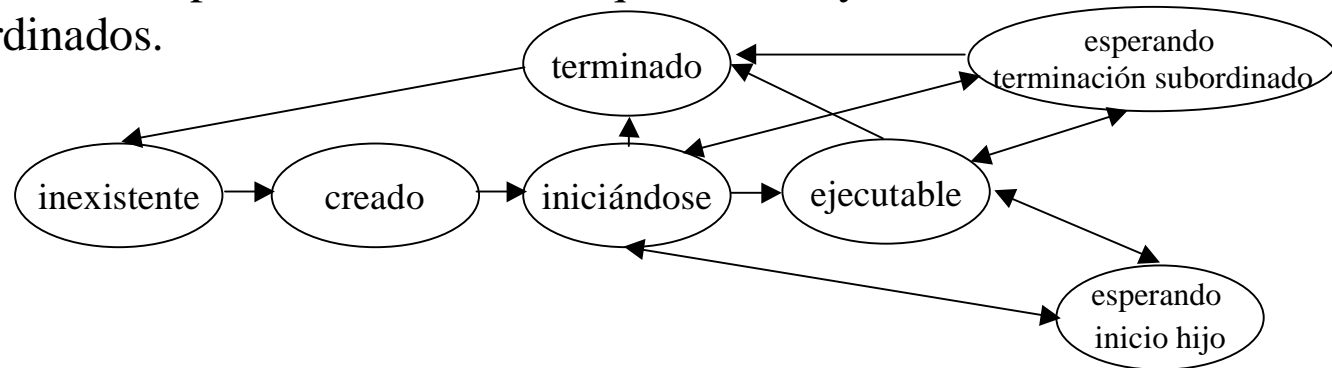 rdinados.
esperando
terminado
terminación subordinado
inexistente
creado
iniciándose
ejecutable
esperando
inicio hijo